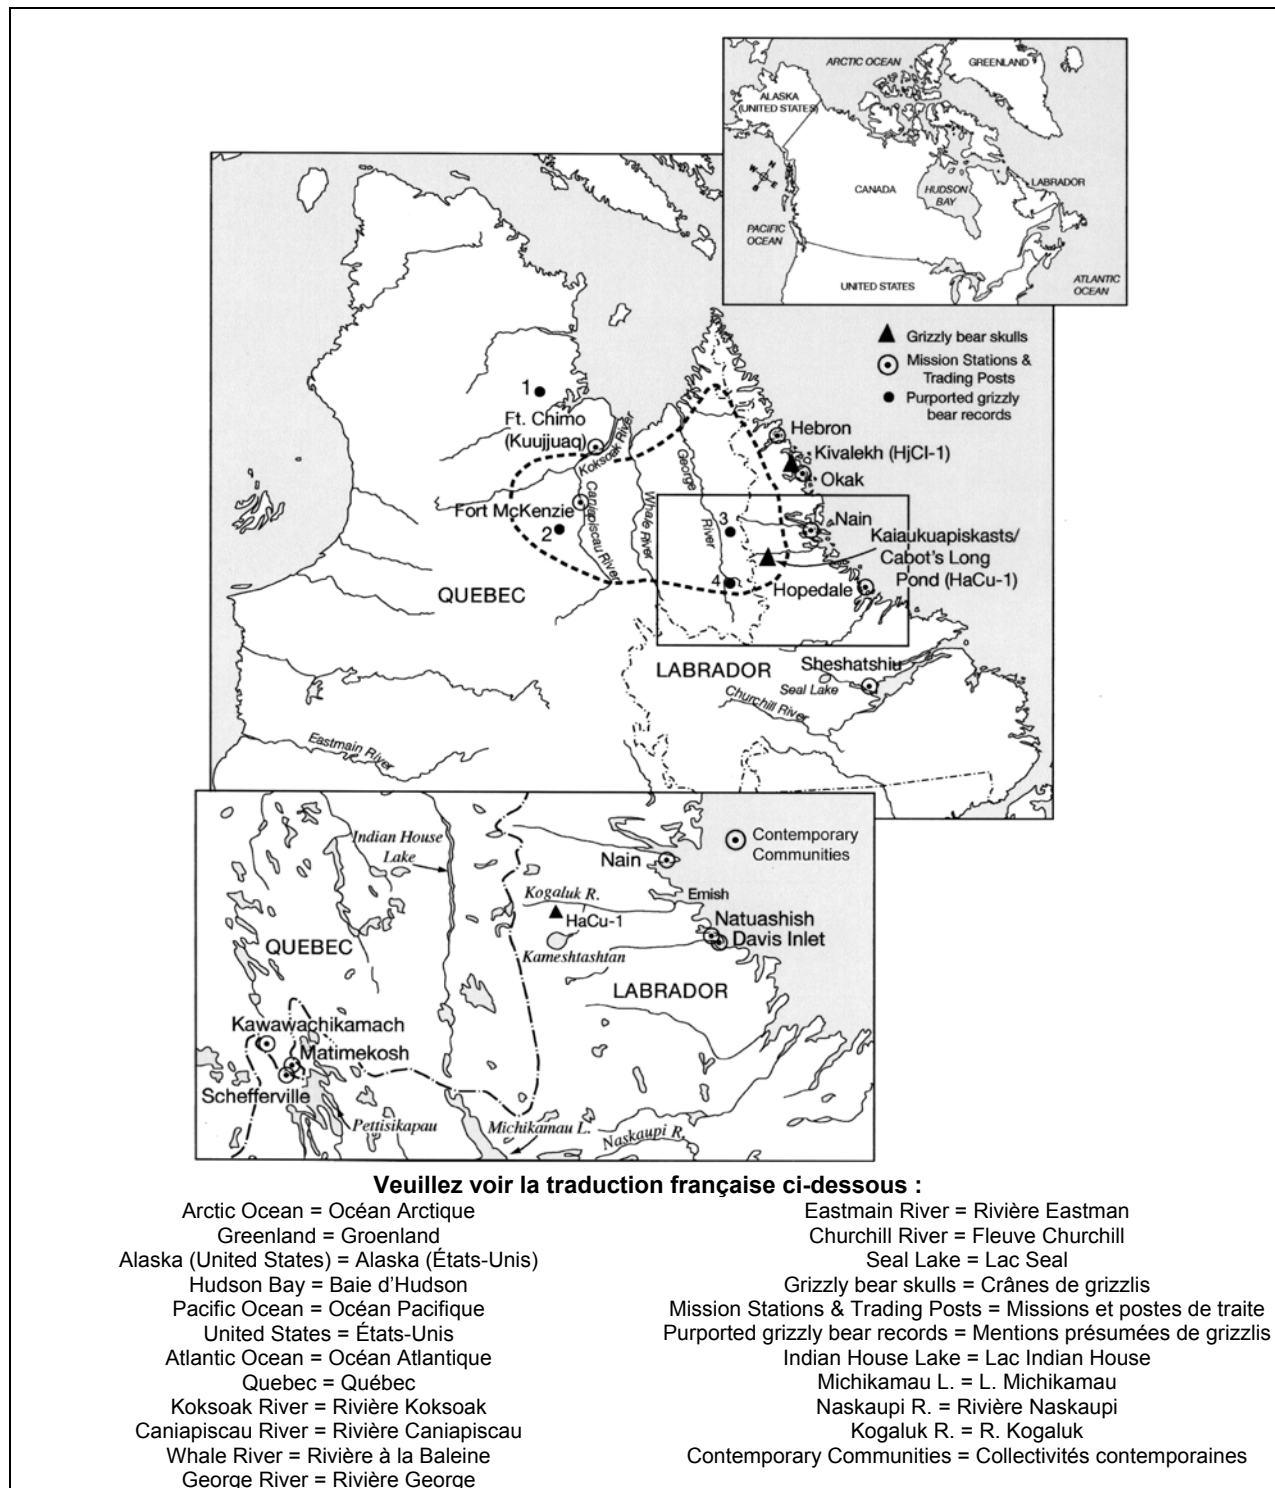 ARCTIC OCEAN
GREENLAND
ALASKA
(UNITED STATES)
CANADA
HUDSON
BAY
LABRADOR
PACIFIC
OCEAN
UNITED STATES
ATLANTIC
OCEAN
N
W
E
S
Grizzly bear skulls
Mission Stations &
Trading Posts
Purported grizzly
bear records
1
Ft. Chimo
(Kuujjuaq)
Koksoak River
Hebron
Kivalekh (HjCl-1)
Okak
George
River
Whale River
Caniapiscau River
Fort McKenzie
2
3
4
Nain
Kaiaukuapiskasts/
Cabot's Long
Pond (HaCu-1)
Hopedale
QUEBEC
LABRADOR
Sheshatshiu
Seal Lake
Churchill River
Eastmain River
Indian House
Lake
Contemporary
Communities
Nain
Kogaluk R.
Emish
HaCu-1
Natuashish
Davis Inlet
QUEBEC
Kameshtashtan
LABRADOR
Kawawachikamach
Matimekosh
Schefferville
Pettisikapau
Michikamau L.
Naskaupi R.
Veuillez voir la traduction française ci-dessous :
Arctic Ocean = Océan Arctique
Greenland = Groenland
Alaska (United States) = Alaska (États-Unis)
Hudson Bay = Baie d'Hudson
Pacific Ocean = Océan Pacifique
United States = États-Unis
Atlantic Ocean = Océan Atlantique
Quebec = Québec
Koksoak River = Rivière Koksoak
Caniapiscau River = Rivière Caniapiscau
Whale River = Rivière à la Baleine
George River = Rivière George
Eastmain River = Rivière Eastman
Churchill River = Fleuve Churchill
Seal Lake = Lac Seal
Grizzly bear skulls = Crânes de grizzlis
Mission Stations & Trading Posts = Missions et postes de traite
Purported grizzly bear records = Mentions présumées de grizzlis
Indian House Lake = Lac Indian House
Michikamau L. = L. Michikamau
Naskaupi R. = Rivière Naskaupi
Kogaluk R. = R. Kogaluk
Contemporary Communities = Collectivités contemporaines